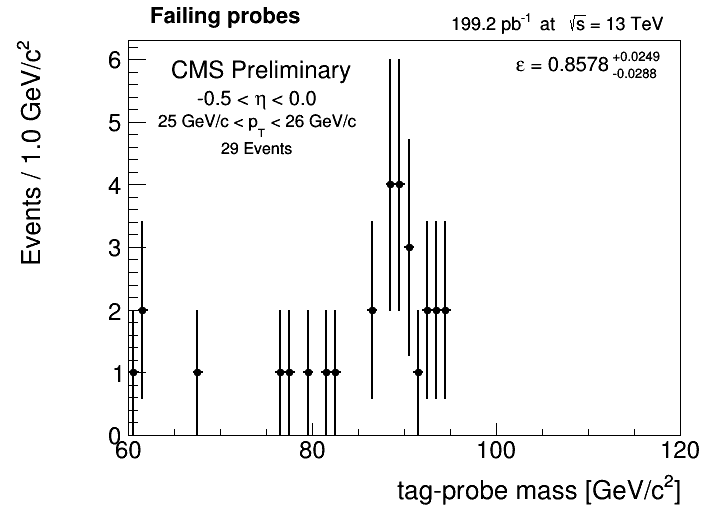 Failing probes
199.2 pb⁻¹ at √s = 13 TeV
CMS Preliminary
-0.5 < η < 0.0
25 GeV/c < p_T < 26 GeV/c
29 Events
ε = 0.8578 +0.0249 -0.0288
Events / 1.0 GeV/c²
6
5
4
3
2
1
0
60 80 100 120
tag-probe mass [GeV/c²]